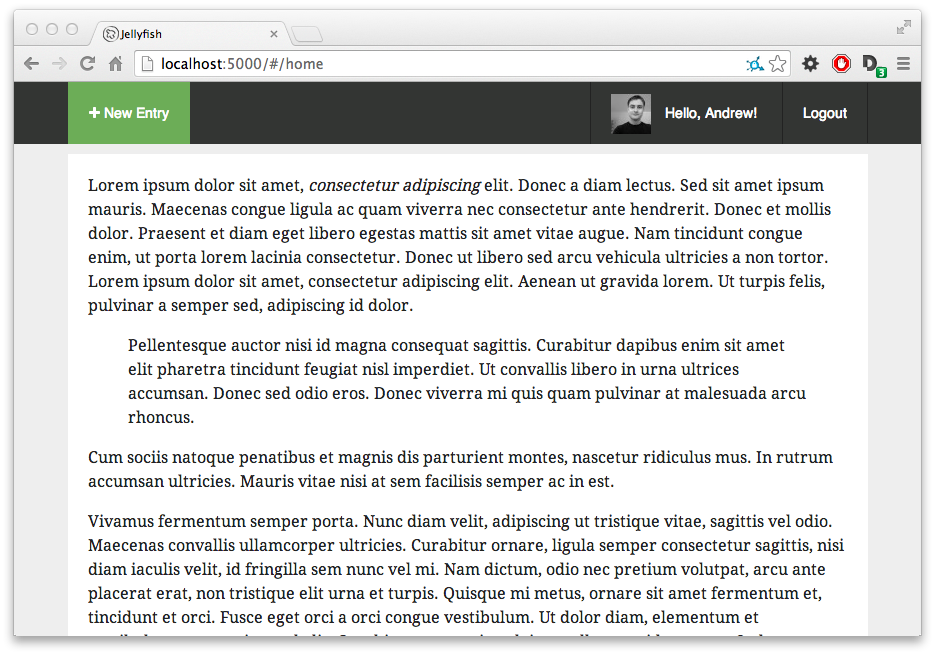 Jellyfish
localhost:5000/#/home
3
+ New Entry
Hello, Andrew!
Logout
Lorem ipsum dolor sit amet, consectetur adipiscing elit. Donec a diam lectus. Sed sit amet ipsum
mauris. Maecenas congue ligula ac quam viverra nec consectetur ante hendrerit. Donec et mollis
dolor. Praesent et diam eget libero egestas mattis sit amet vitae augue. Nam tincidunt congue
enim, ut porta lorem lacinia consectetur. Donec ut libero sed arcu vehicula ultricies a non tortor.
Lorem ipsum dolor sit amet, consectetur adipiscing elit. Aenean ut gravida lorem. Ut turpis felis,
pulvinar a semper sed, adipiscing id dolor.
Pellentesque auctor nisi id magna consequat sagittis. Curabitur dapibus enim sit amet
elit pharetra tincidunt feugiat nisl imperdiet. Ut convallis libero in urna ultrices
accumsan. Donec sed odio eros. Donec viverra mi quis quam pulvinar at malesuada arcu
rhoncus.
Cum sociis natoque penatibus et magnis dis parturient montes, nascetur ridiculus mus. In rutrum
accumsan ultricies. Mauris vitae nisi at sem facilisis semper ac in est.
Vivamus fermentum semper porta. Nunc diam velit, adipiscing ut tristique vitae, sagittis vel odio.
Maecenas convallis ullamcorper ultricies. Curabitur ornare, ligula semper consectetur sagittis, nisi
diam iaculis velit, id fringilla sem nunc vel mi. Nam dictum, odio nec pretium volutpat, arcu ante
placerat erat, non tristique elit urna et turpis. Quisque mi metus, ornare sit amet fermentum et,
tincidunt et orci. Fusce eget orci a orci congue vestibulum. Ut dolor diam, elementum et